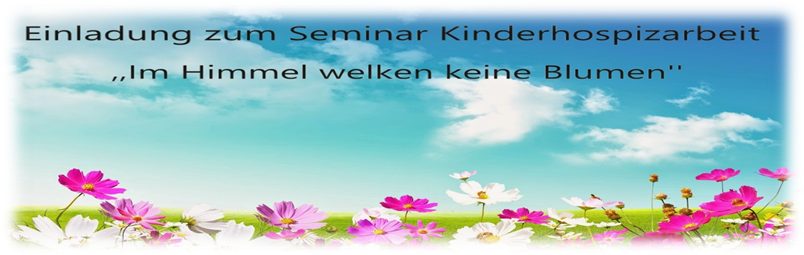 Einladung zum Seminar Kinderhospizarbeit
,,Im Himmel welken keine Blumen''